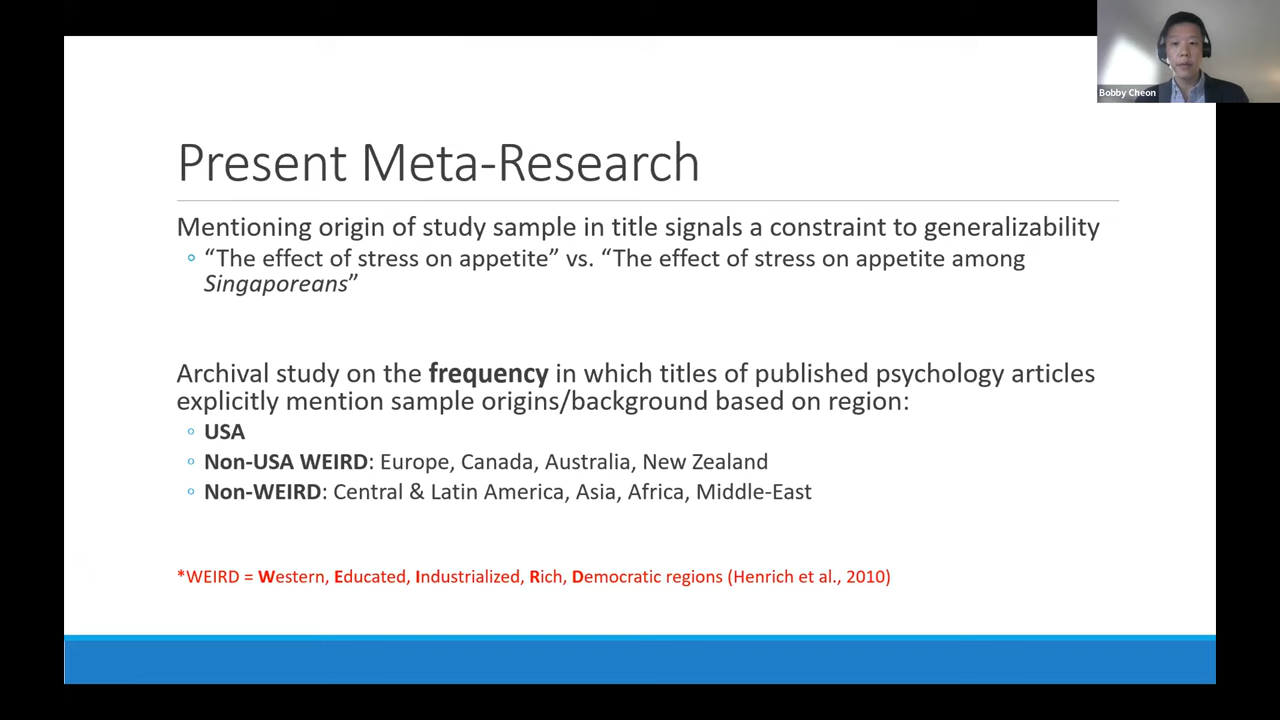 Bobby Cheon
Present Meta-Research
Mentioning origin of study sample in title signals a constraint to generalizability
◦ “The effect of stress on appetite” vs. “The effect of stress on appetite among
Singaporeans”
Archival study on the frequency in which titles of published psychology articles
explicitly mention sample origins/background based on region:
◦ USA
◦ Non-USA WEIRD: Europe, Canada, Australia, New Zealand
◦ Non-WEIRD: Central & Latin America, Asia, Africa, Middle-East
*WEIRD = Western, Educated, Industrialized, Rich, Democratic regions (Henrich et al., 2010)